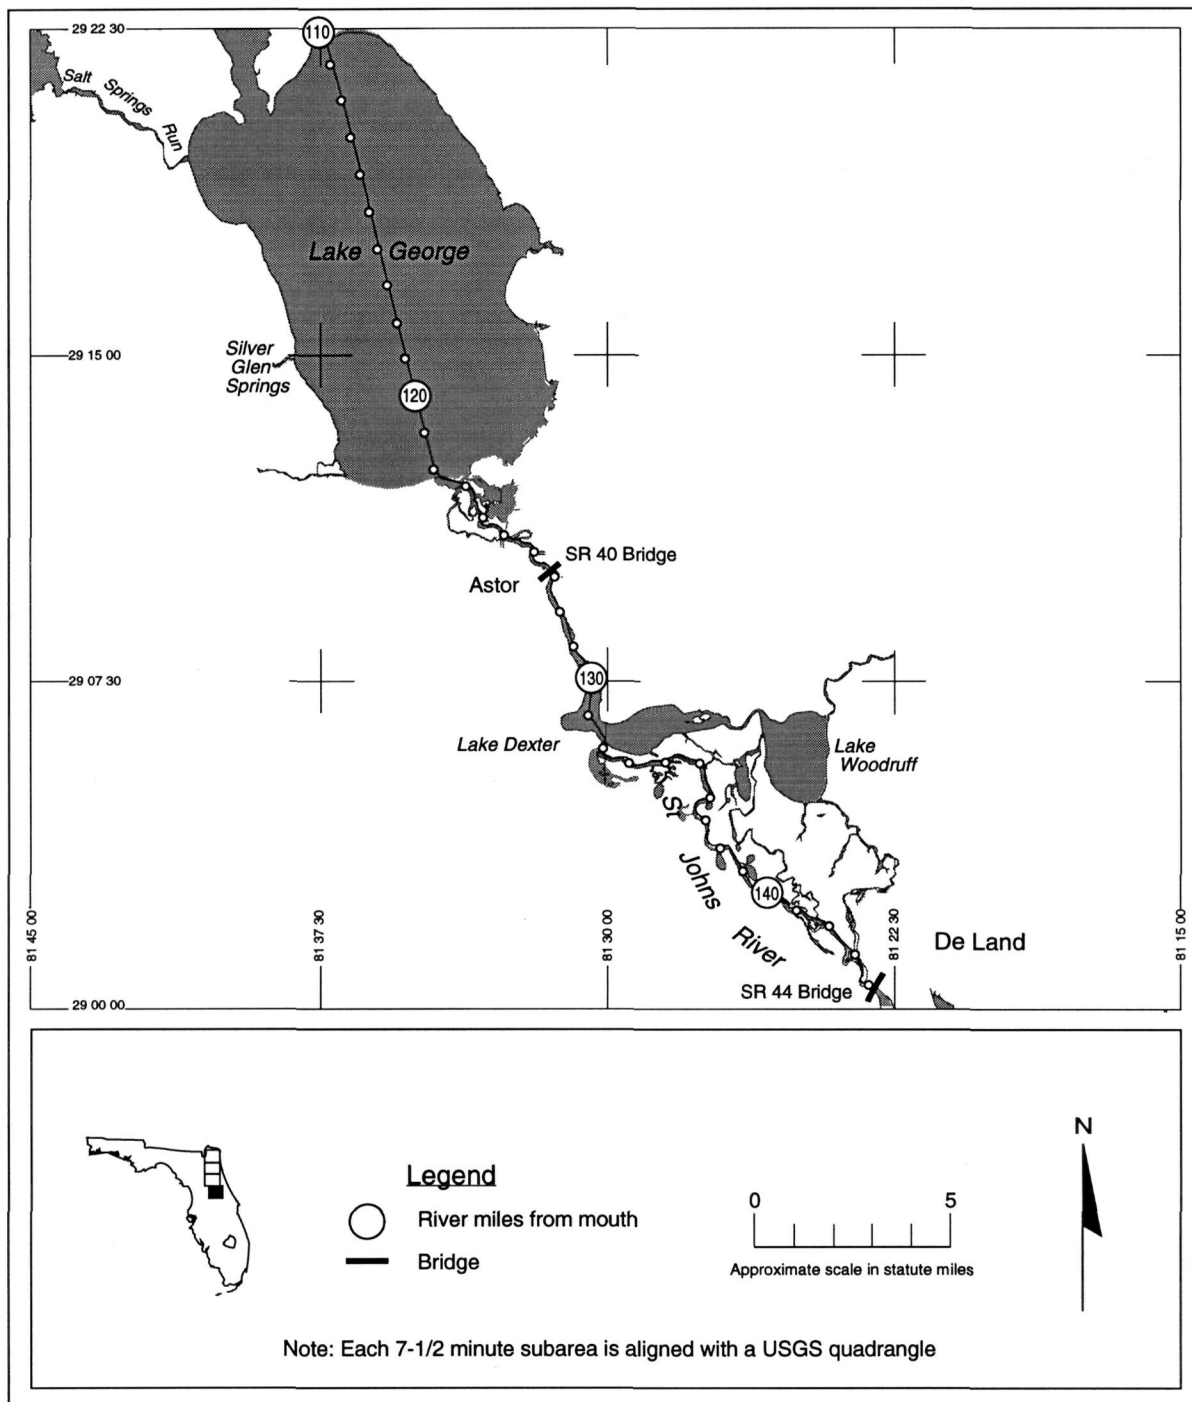 29 22 30
110
Salt Springs Run
Lake George
Silver
Glen
Springs
29 15 00
120
SR 40 Bridge
Astor
130
29 07 30
Lake Dexter
Lake
Woodruff
St
Johns
River
140
De Land
SR 44 Bridge
81 45 00
81 37 30
81 30 00
81 22 30
81 15 00
29 00 00
Legend
River miles from mouth
Bridge
0 5
Approximate scale in statute miles
N
Note: Each 7-1/2 minute subarea is aligned with a USGS quadrangle